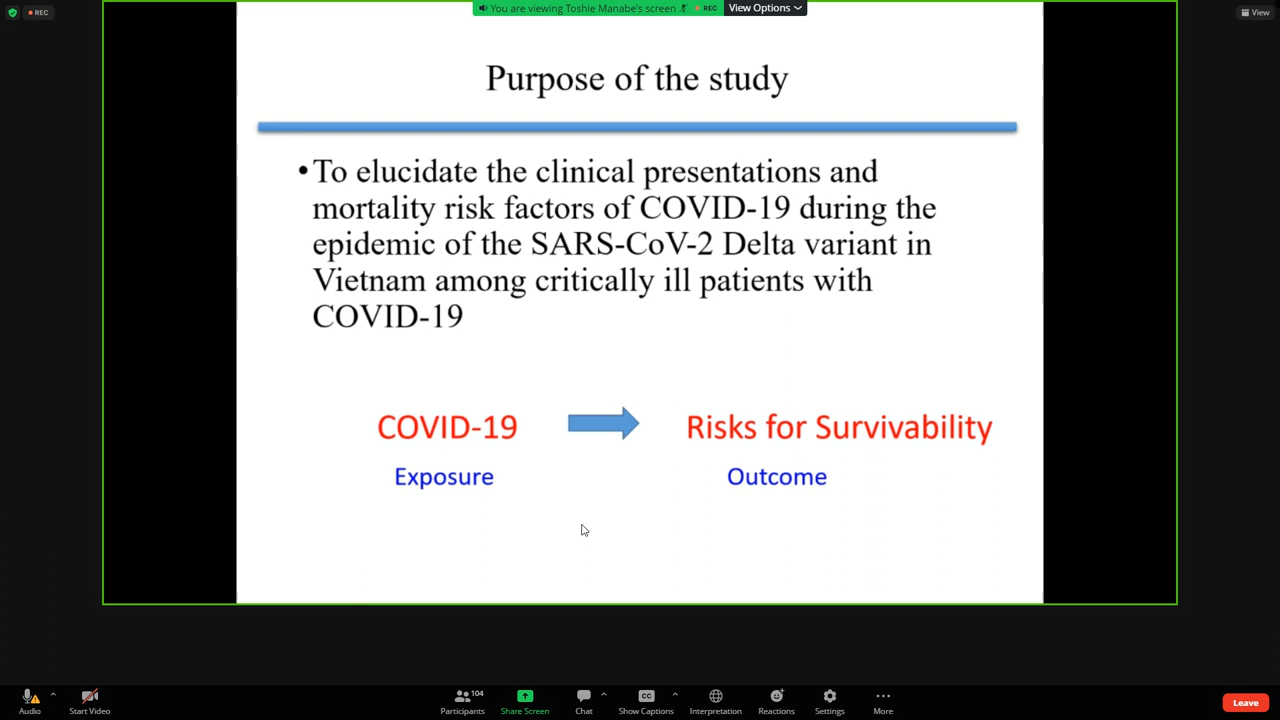 REC
You are viewing Toshie Manabe's screen
REC
View Options
View
Purpose of the study
•To elucidate the clinical presentations and
mortality risk factors of COVID-19 during the
epidemic of the SARS-CoV-2 Delta variant in
Vietnam among critically ill patients with
COVID-19
COVID-19
Risks for Survivability
Exposure
Outcome
Audio
Start Video
Participants
104
Share Screen
Chat
CC
Show Captions
Interpretation
Reactions
Settings
More
Leave